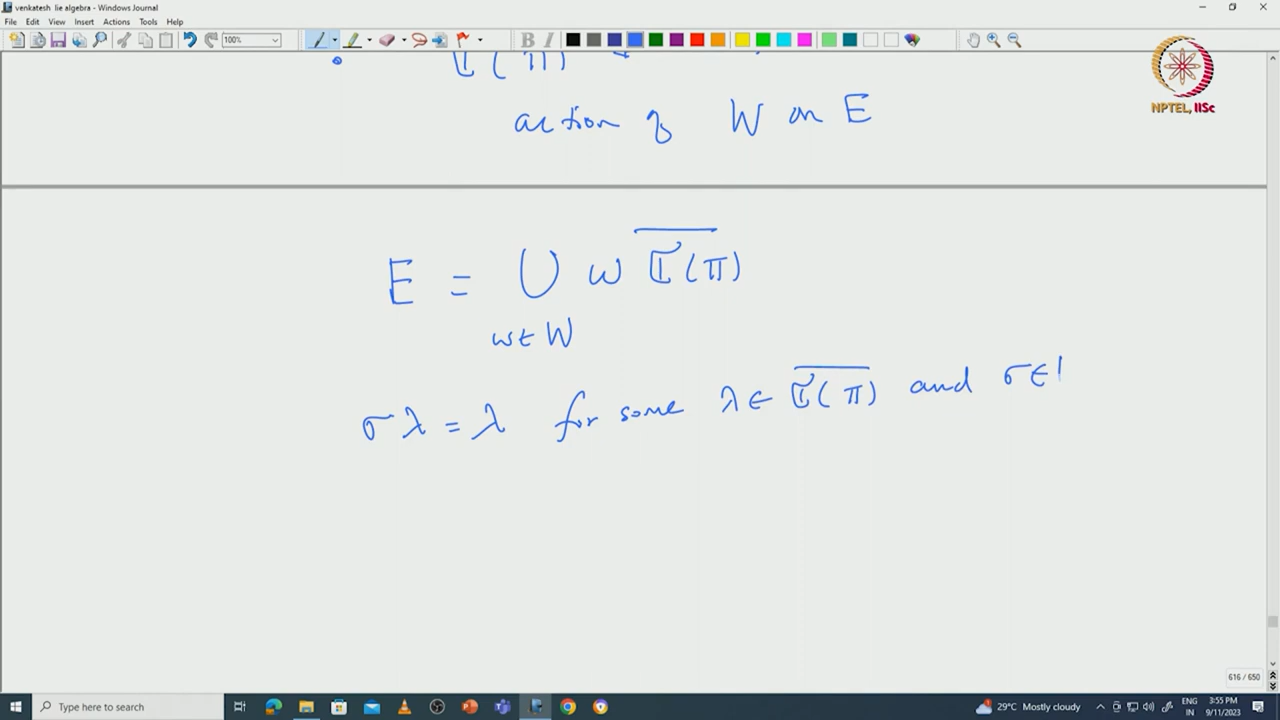 venkatesh lie algebra - Windows Journal
File Edit View Insert Actions Tools Help
100%
B I
NPTEL, IISc
action of W on E
E = ∪ w \overline{ℭ(π)}
w∈W
σλ = λ for some λ ∈ \overline{ℭ(π)} and σ∈
616 / 650
Type here to search
29°C Mostly cloudy
ENG
IN
3:55 PM
9/11/2023